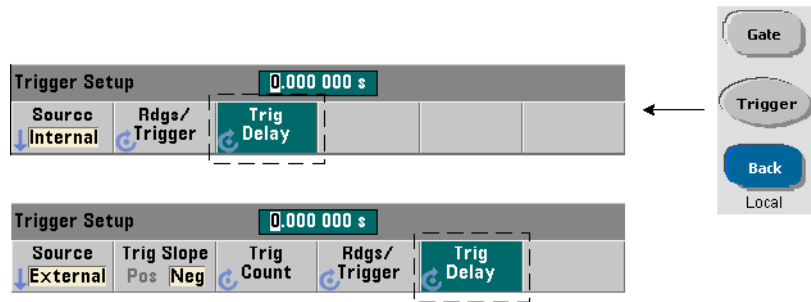 Trigger Setup 0.000 000 s
Source Rdgs/ Trig
Internal Trigger Delay
Gate
Trigger
Back
Local
Trigger Setup 0.000 000 s
Source Trig Slope Trig Rdgs/ Trig
External Pos Neg Count Trigger Delay